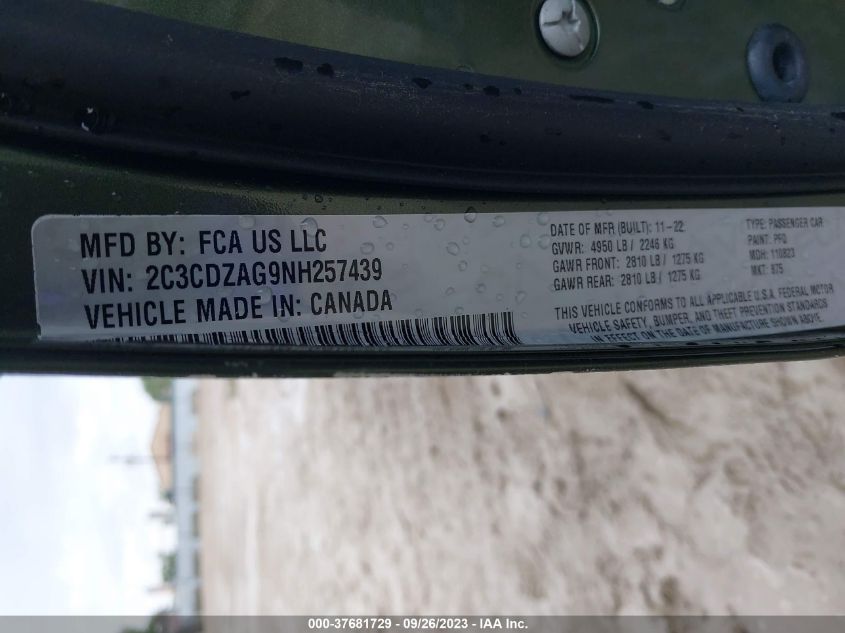 MFD BY: FCA US LLC
VIN: 2C3CDZAG9NH257439
VEHICLE MADE IN: CANADA
DATE OF MFR (BUILT): 11-22
GVWR: 4950 LB / 2246 KG
GAWR FRONT: 2810 LB / 1275 KG
GAWR REAR: 2810 LB / 1275 KG
TYPE: PASSENGER CAR
PAINT: PFQ
MDH: 110823
MKT: 975
THIS VEHICLE CONFORMS TO ALL APPLICABLE U.S.A. FEDERAL MOTOR
VEHICLE SAFETY, BUMPER, AND THEFT PREVENTION STANDARDS
IN EFFECT ON THE DATE OF MANUFACTURE SHOWN ABOVE.
000-37681729 - 09/26/2023 - IAA Inc.